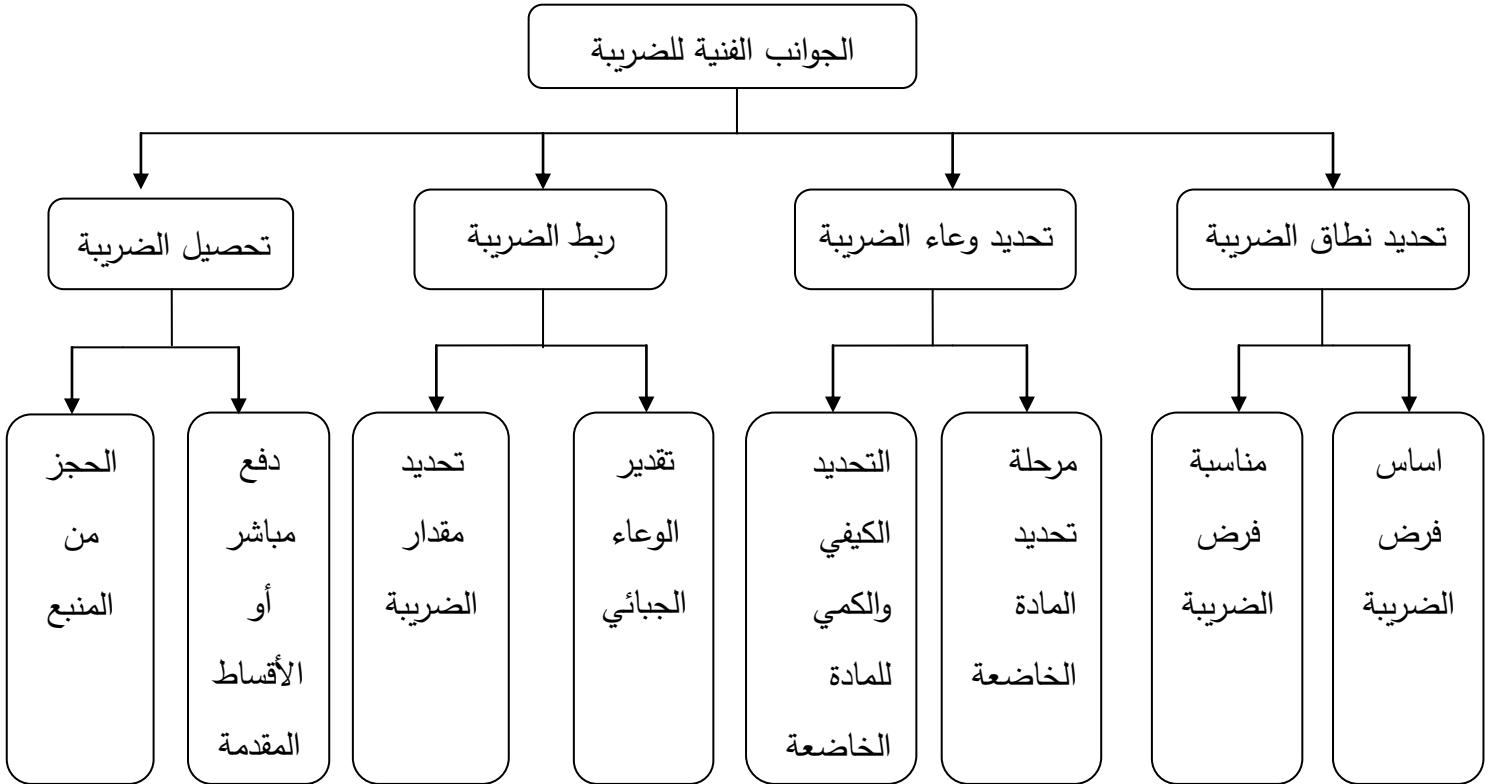 الجوانب الفنية للضريبة
تحديد نطاق الضريبة
تحديد وعاء الضريبة
ربط الضريبة
تحصيل الضريبة
اساس
فرض
الضريبة
مناسبة
فرض
الضريبة
مرحلة
تحديد
المادة
الخاضعة
التحديد
الكيفي
والكمي
للمادة
الخاضعة
تقدير
الوعاء
الجبائي
تحديد
مقدار
الضريبة
دفع
مباشر
أو
الأقساط
المقدمة
الحجز
من
المنبع